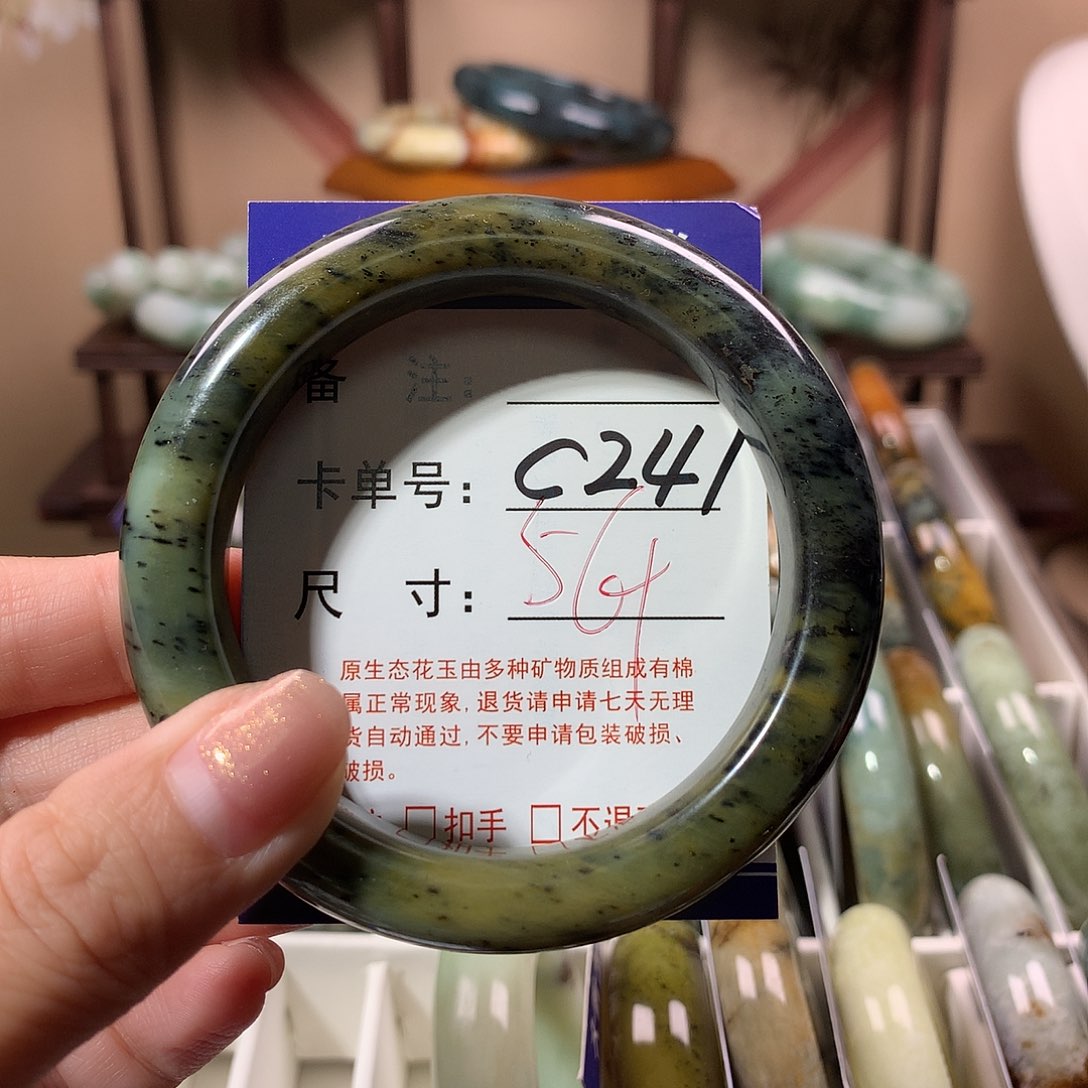 备 注:
卡单号: C241
尺 寸: 56
原生态花玉由多种矿物质组成有棉
属正常现象, 退货请申请七天无理
货自动通过, 不要申请包装破损、
破损。
□扣手 □不退